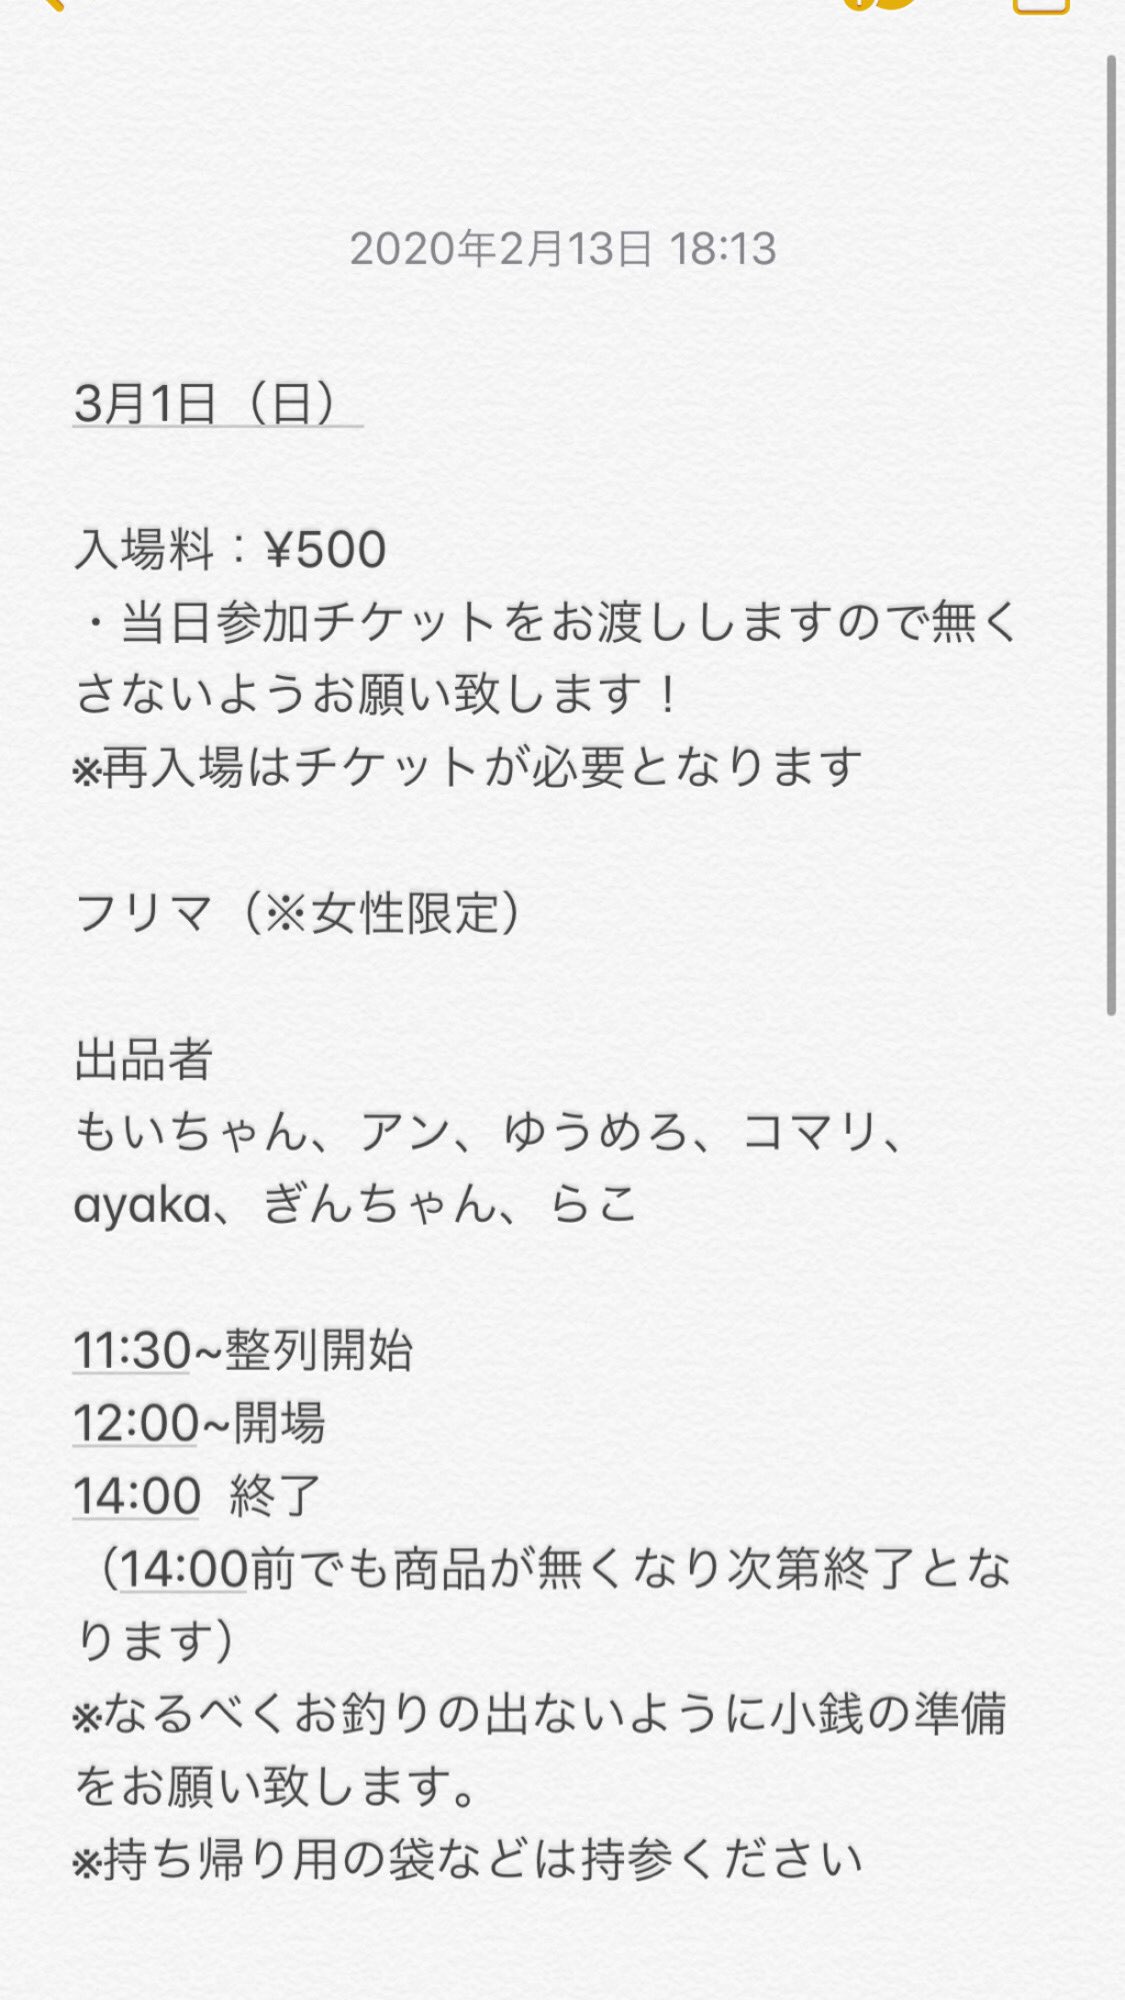 2020年2月13日 18:13
3月1日（日）
入場料：¥500
・当日参加チケットをお渡ししますので無く
さないようお願い致します！
※再入場はチケットが必要となります
フリマ（※女性限定）
出品者
もいちゃん、アン、ゆうめろ、コマリ、
ayaka、ぎんちゃん、らこ
11:30~整列開始
12:00~開場
14:00 終了
（14:00前でも商品が無くなり次第終了とな
ります）
※なるべくお釣りの出ないように小銭の準備
をお願い致します。
※持ち帰り用の袋などは持参ください